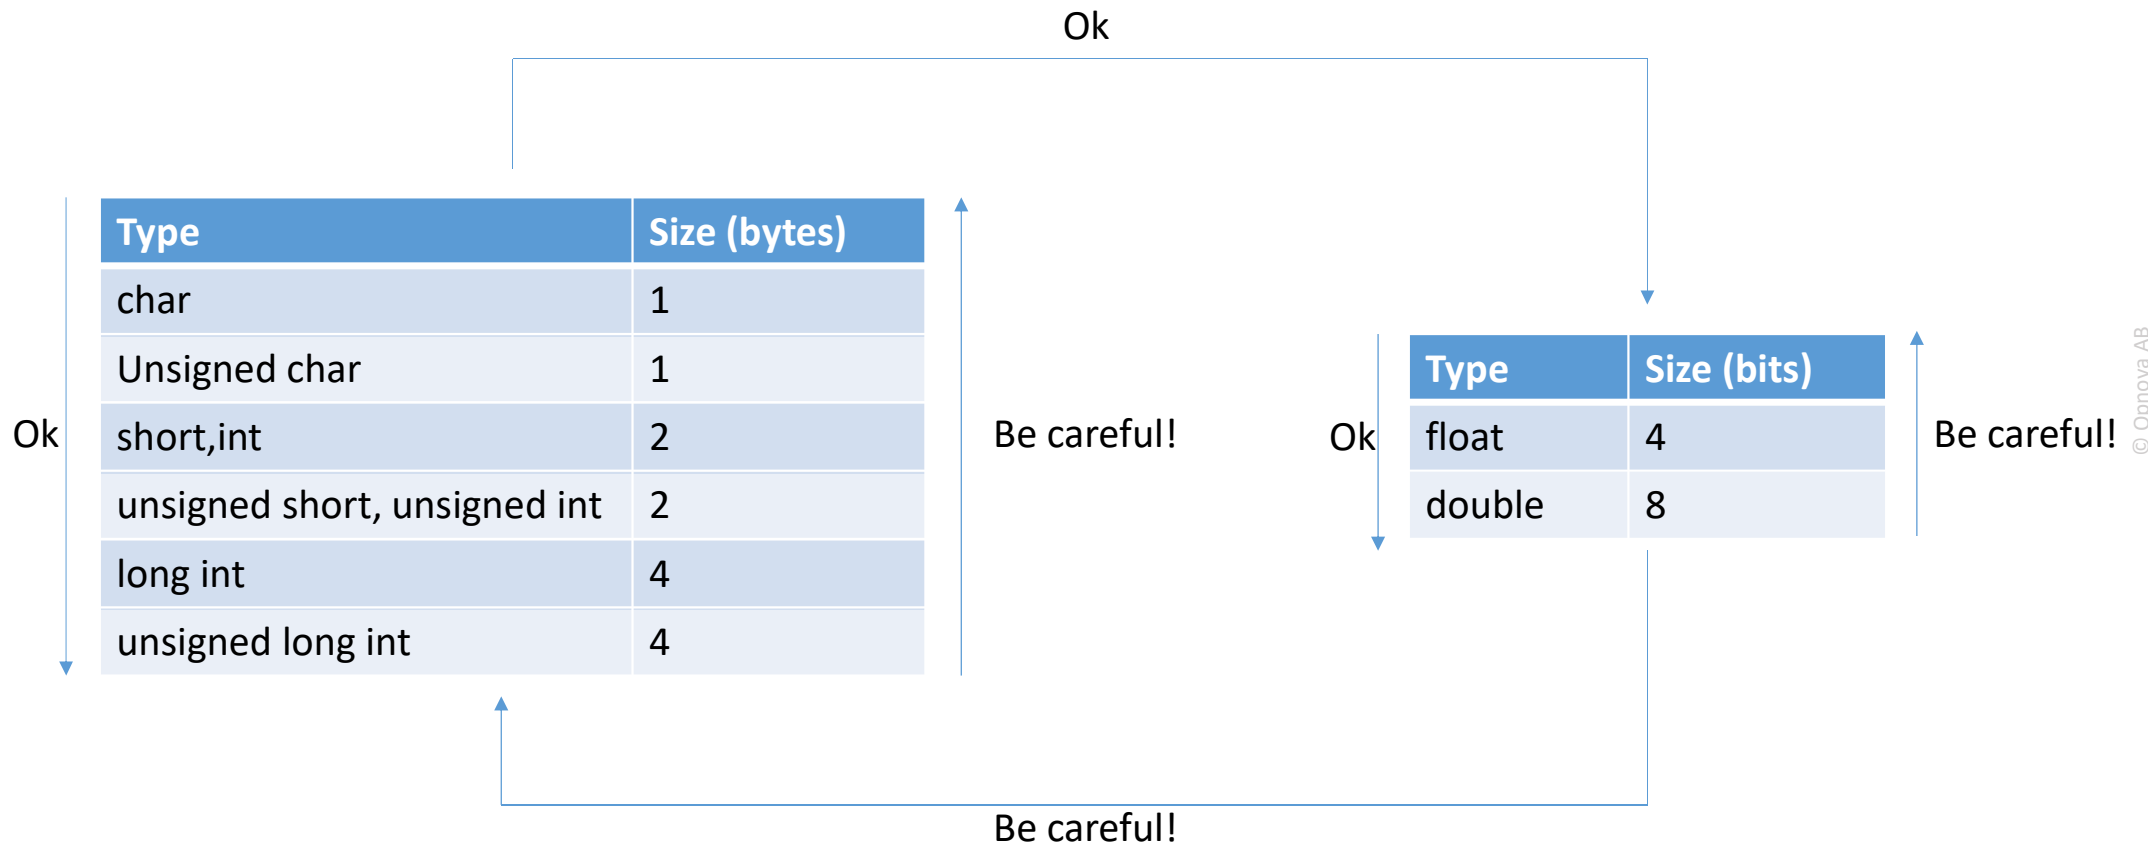 Ok
Type Size (bytes)
char 1
Unsigned char 1
short,int 2
unsigned short, unsigned int 2
long int 4
unsigned long int 4
Ok
Be careful!
Type Size (bits)
float 4
double 8
Ok
Be careful!
© Opnova AB
Be careful!